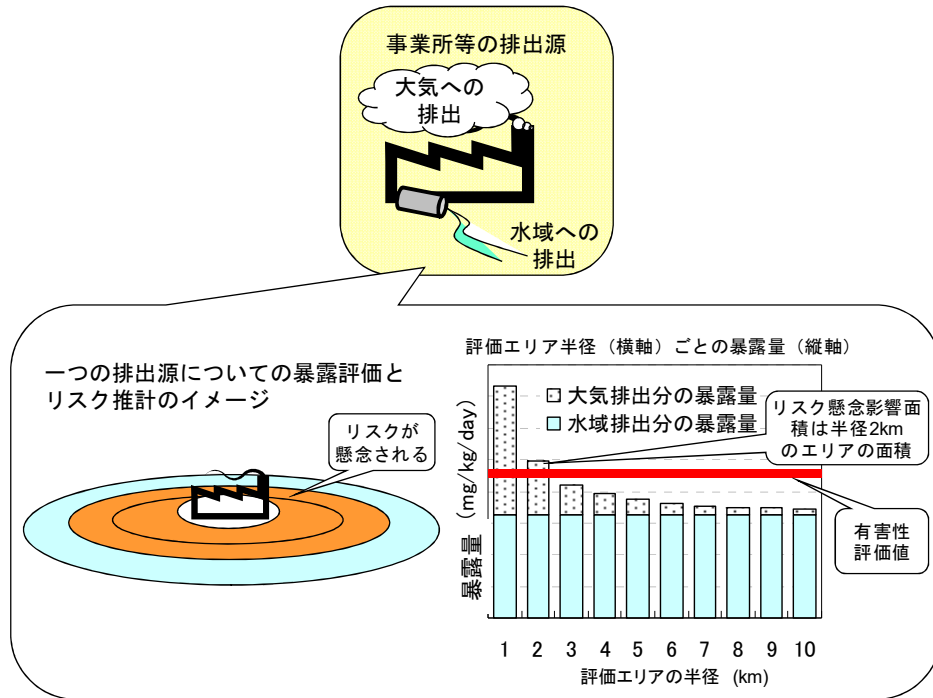 事業所等の排出源
大気への
排出
水域への
排出
一つの排出源についての暴露評価と
リスク推計のイメージ
リスクが
懸念される
評価エリア半径（横軸）ごとの暴露量（縦軸）
大気排出分の暴露量
水域排出分の暴露量
リスク懸念影響面
積は半径2km
のエリアの面積
有害性
評価値
暴露量 (mg/kg/day)
1 2 3 4 5 6 7 8 9 10
評価エリアの半径 (km)